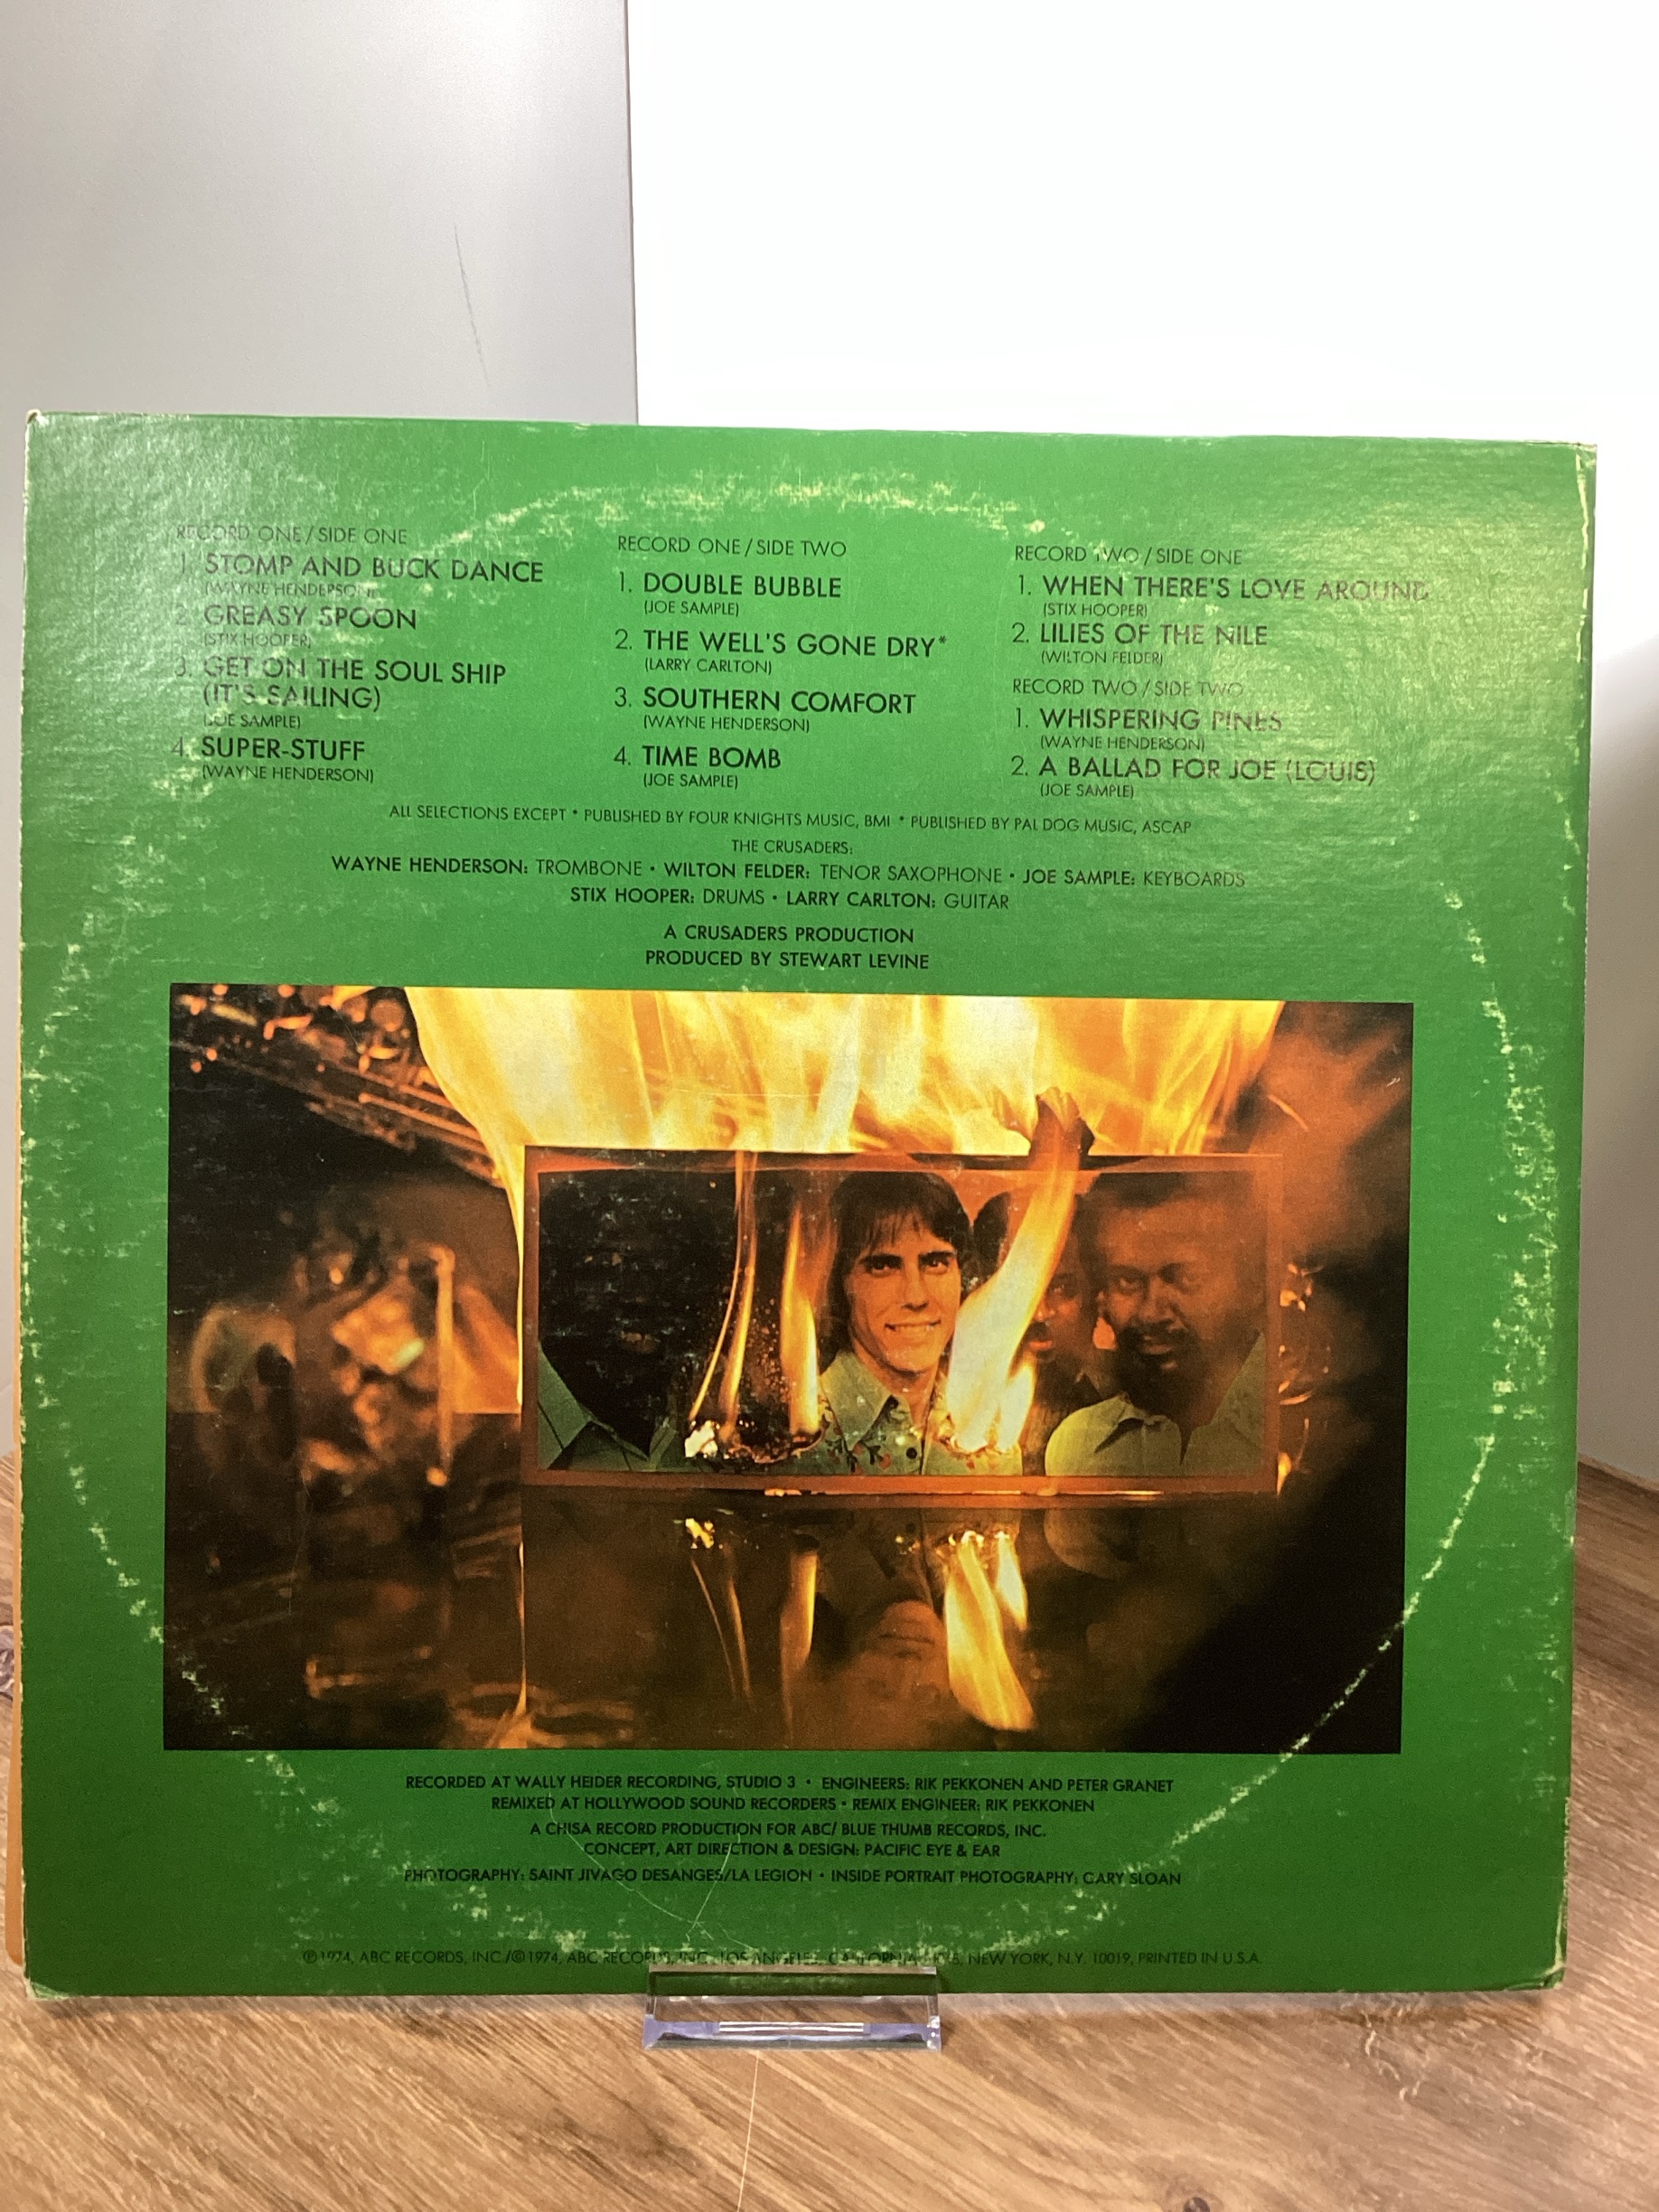 RECORD ONE / SIDE ONE
1. STOMP AND BUCK DANCE
(WAYNE HENDERSON)
2. GREASY SPOON
(STIX HOOPER)
3. GET ON THE SOUL SHIP
(IT'S SAILING)
(JOE SAMPLE)
4. SUPER-STUFF
(WAYNE HENDERSON)
RECORD ONE / SIDE TWO
1. DOUBLE BUBBLE
(JOE SAMPLE)
2. THE WELL'S GONE DRY*
(LARRY CARLTON)
3. SOUTHERN COMFORT
(WAYNE HENDERSON)
4. TIME BOMB
(JOE SAMPLE)
RECORD TWO / SIDE ONE
1. WHEN THERE'S LOVE AROUND
(STIX HOOPER)
2. LILIES OF THE NILE
(WILTON FELDER)
RECORD TWO / SIDE TWO
1. WHISPERING PINES
(WAYNE HENDERSON)
2. A BALLAD FOR JOE (LOUIS)
(JOE SAMPLE)
ALL SELECTIONS EXCEPT * PUBLISHED BY FOUR KNIGHTS MUSIC, BMI * PUBLISHED BY PAL DOG MUSIC, ASCAP
THE CRUSADERS:
WAYNE HENDERSON: TROMBONE • WILTON FELDER: TENOR SAXOPHONE • JOE SAMPLE: KEYBOARDS
STIX HOOPER: DRUMS • LARRY CARLTON: GUITAR
A CRUSADERS PRODUCTION
PRODUCED BY STEWART LEVINE
RECORDED AT WALLY HEIDER RECORDING, STUDIO 3 • ENGINEERS: RIK PEKKONEN AND PETER GRANET
REMIXED AT HOLLYWOOD SOUND RECORDERS • REMIX ENGINEER: RIK PEKKONEN
A CHISA RECORD PRODUCTION FOR ABC/ BLUE THUMB RECORDS, INC.
CONCEPT, ART DIRECTION & DESIGN: PACIFIC EYE & EAR
PHOTOGRAPHY: SAINT JIVAGO DESANGES/LA LEGION • INSIDE PORTRAIT PHOTOGRAPHY: GARY SLOAN
℗ 1974, ABC RECORDS, INC./© 1974, ABC RECORDS, INC. LOS ANGELES, CALIFORNIA NEW YORK, N.Y. 10019, PRINTED IN U.S.A.